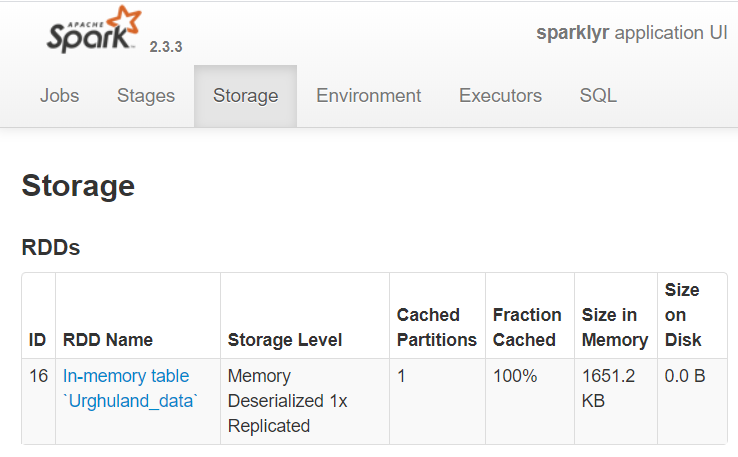 APACHE
Spark™ 2.3.3
sparklyr application UI
Jobs Stages Storage Environment Executors SQL
Storage
RDDs
ID RDD Name Storage Level Cached Partitions Fraction Cached Size in Memory Size on Disk
16 In-memory table `Urghuland_data` Memory Deserialized 1x Replicated 1 100% 1651.2 KB 0.0 B